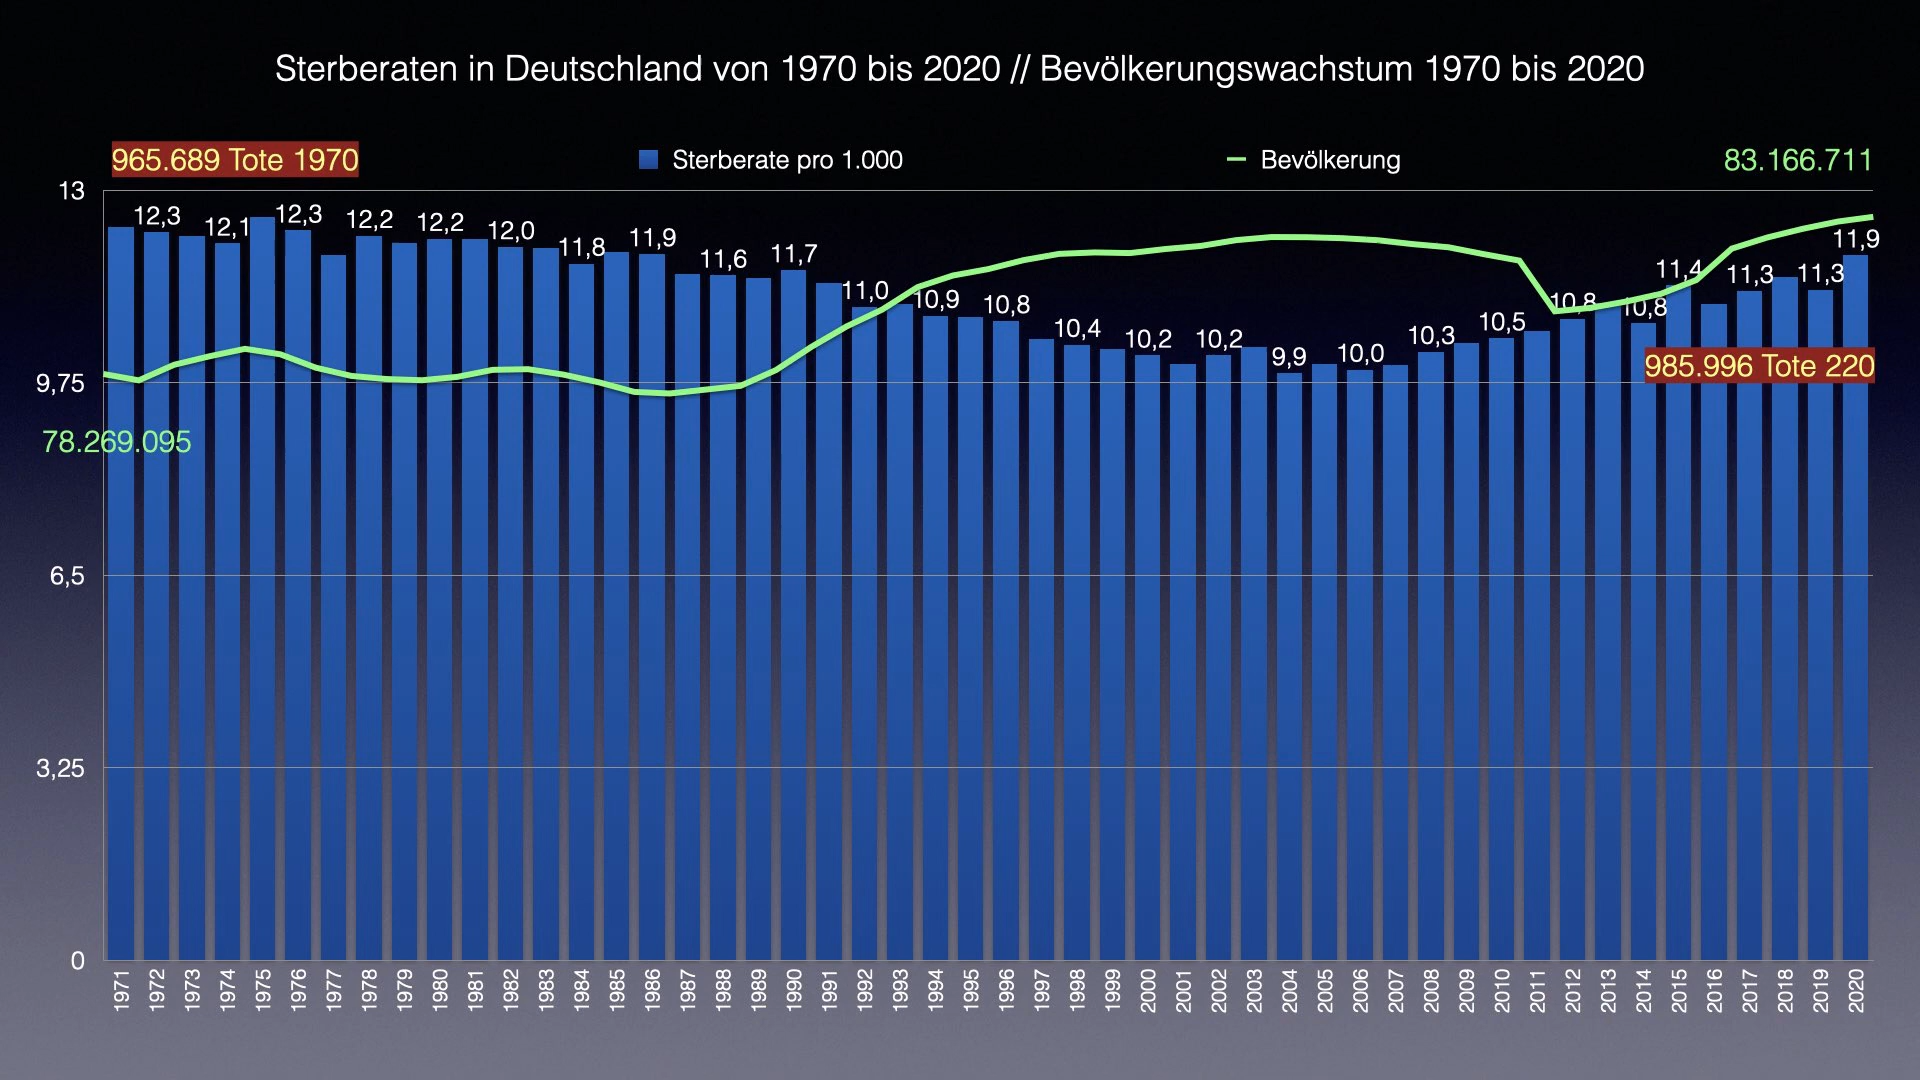 Sterberaten in Deutschland von 1970 bis 2020 // Bevölkerungswachstum 1970 bis 2020
965.689 Tote 1970
Sterberate pro 1.000
Bevölkerung
83.166.711
13
9,75
6,5
3,25
0
12,3 12,1 12,3 12,2 12,2 12,0 11,8 11,9 11,6 11,7 11,0 10,9 10,8 10,4 10,2 10,2 9,9 10,0 10,3 10,5 10,8 10,8 11,4 11,3 11,3 11,9
985.996 Tote 220
78.269.095
1971 1972 1973 1974 1975 1976 1977 1978 1979 1980 1981 1982 1983 1984 1985 1986 1987 1988 1989 1990 1991 1992 1993 1994 1995 1996 1997 1998 1999 2000 2001 2002 2003 2004 2005 2006 2007 2008 2009 2010 2011 2012 2013 2014 2015 2016 2017 2018 2019 2020